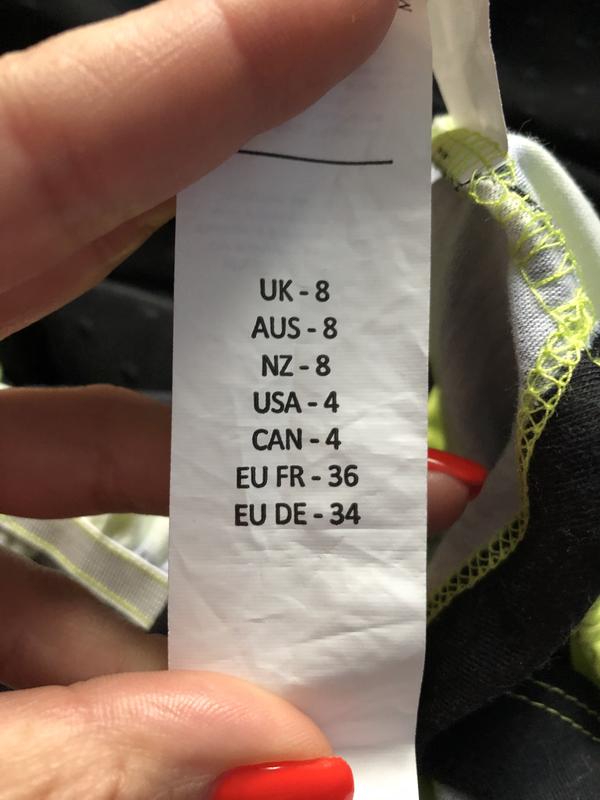 UK - 8
AUS - 8
NZ - 8
USA - 4
CAN - 4
EU FR - 36
EU DE - 34